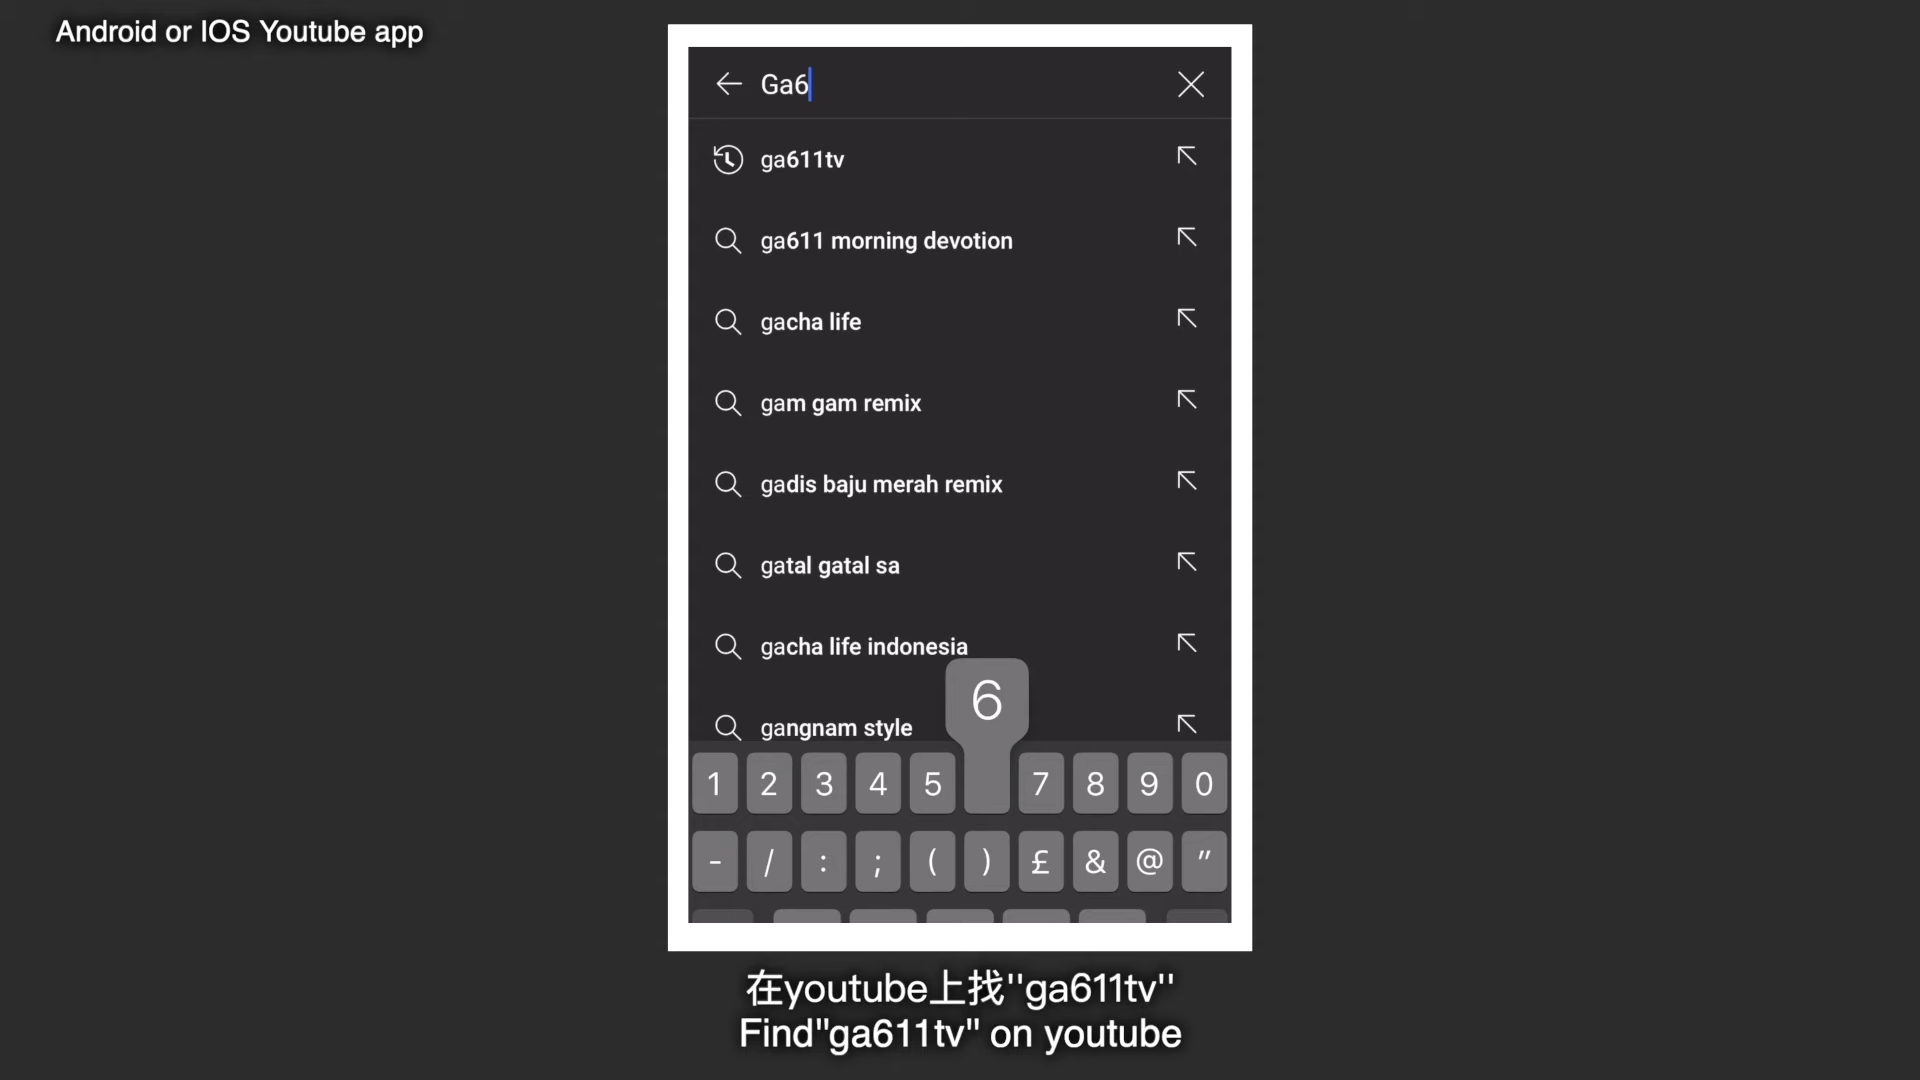 Android or IOS Youtube app
Ga6
ga611tv
ga611 morning devotion
gacha life
gam gam remix
gadis baju merah remix
gatal gatal sa
gacha life indonesia
gangnam style
6
1 2 3 4 5 7 8 9 0
- / : ; ( ) £ & @ "
在youtube上找''ga611tv''
Find"ga611tv" on youtube